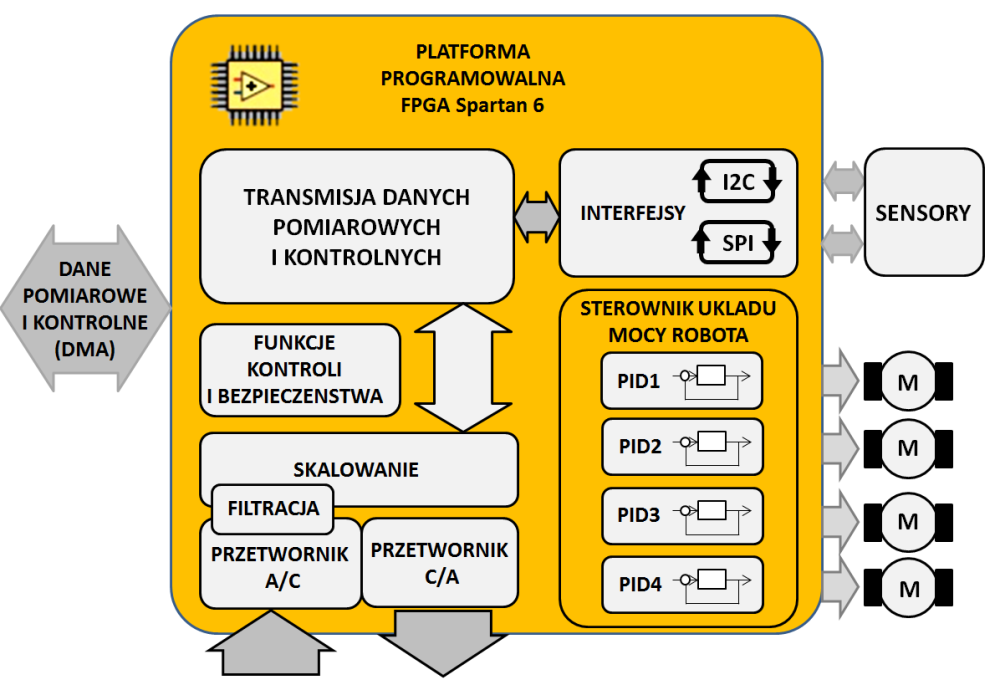 PLATFORMA
PROGRAMOWALNA
FPGA Spartan 6
TRANSMISJA DANYCH
POMIAROWYCH
I KONTROLNYCH
INTERFEJSY
I2C
SPI
SENSORY
DANE
POMIAROWE
I KONTROLNE
(DMA)
FUNKCJE
KONTROLI
I BEZPIECZENSTWA
SKALOWANIE
FILTRACJA
PRZETWORNIK
A/C
PRZETWORNIK
C/A
STEROWNIK UKLADU
MOCY ROBOTA
PID1
PID2
PID3
PID4
M
M
M
M